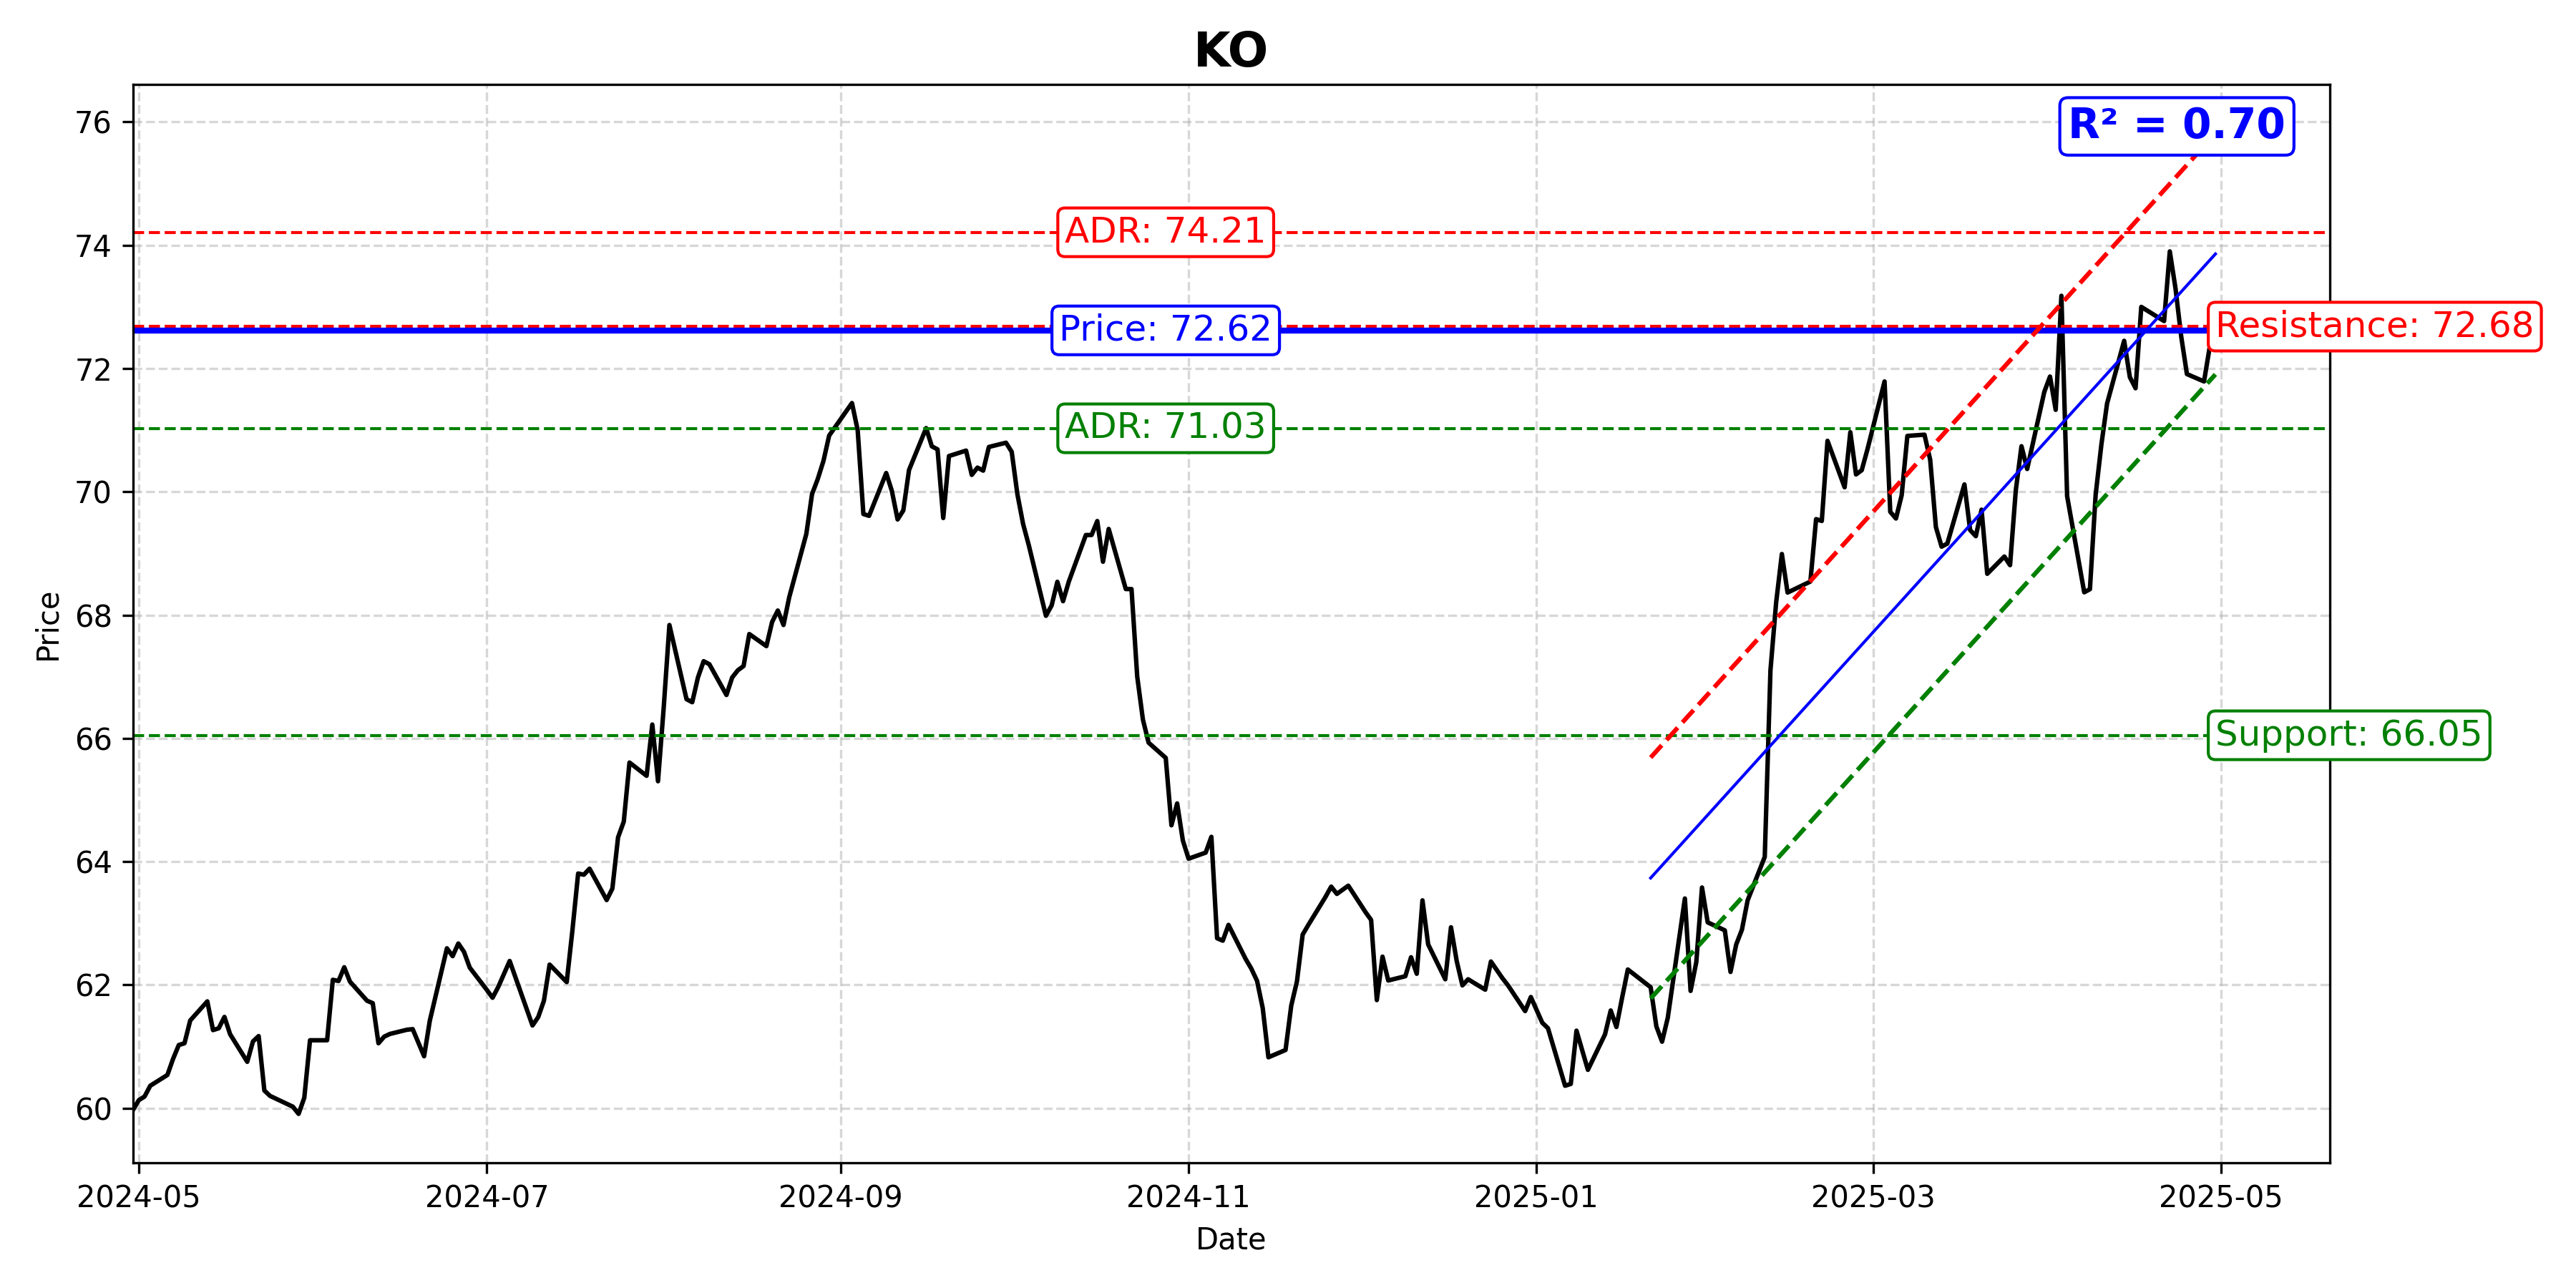 KO
76
R² = 0.70
74
ADR: 74.21
Price: 72.62
Resistance: 72.68
72
ADR: 71.03
70
68
Price
66
Support: 66.05
64
62
60
2024-05
2024-07
2024-09
2024-11
2025-01
2025-03
2025-05
Date